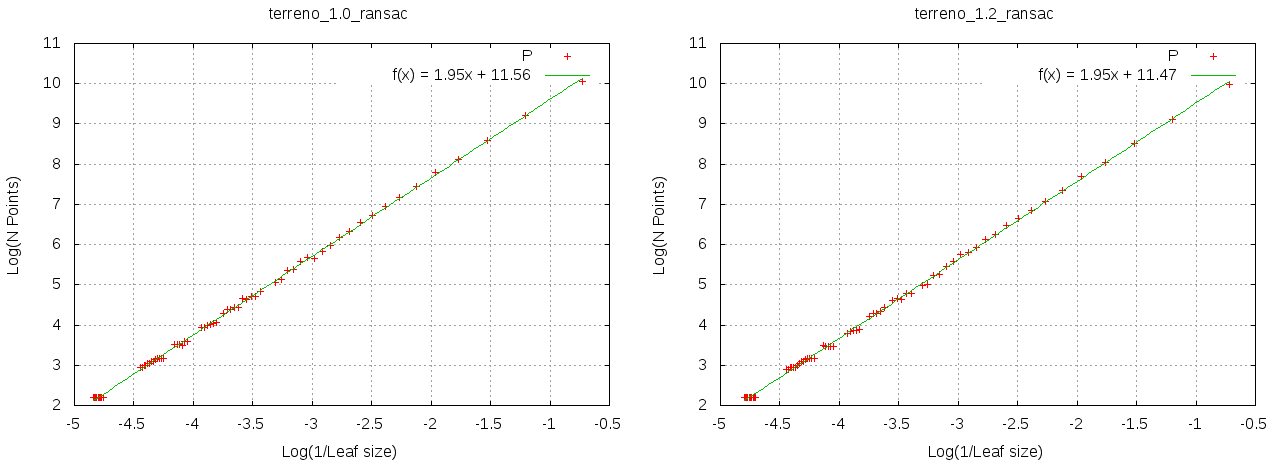 terreno_1.0_ransac
11
10
9
8
7
6
5
4
3
2
Log(N Points)
P
f(x) = 1.95x + 11.56
-5 -4.5 -4 -3.5 -3 -2.5 -2 -1.5 -1 -0.5
Log(1/Leaf size)
terreno_1.2_ransac
11
10
9
8
7
6
5
4
3
2
Log(N Points)
P
f(x) = 1.95x + 11.47
-5 -4.5 -4 -3.5 -3 -2.5 -2 -1.5 -1 -0.5
Log(1/Leaf size)